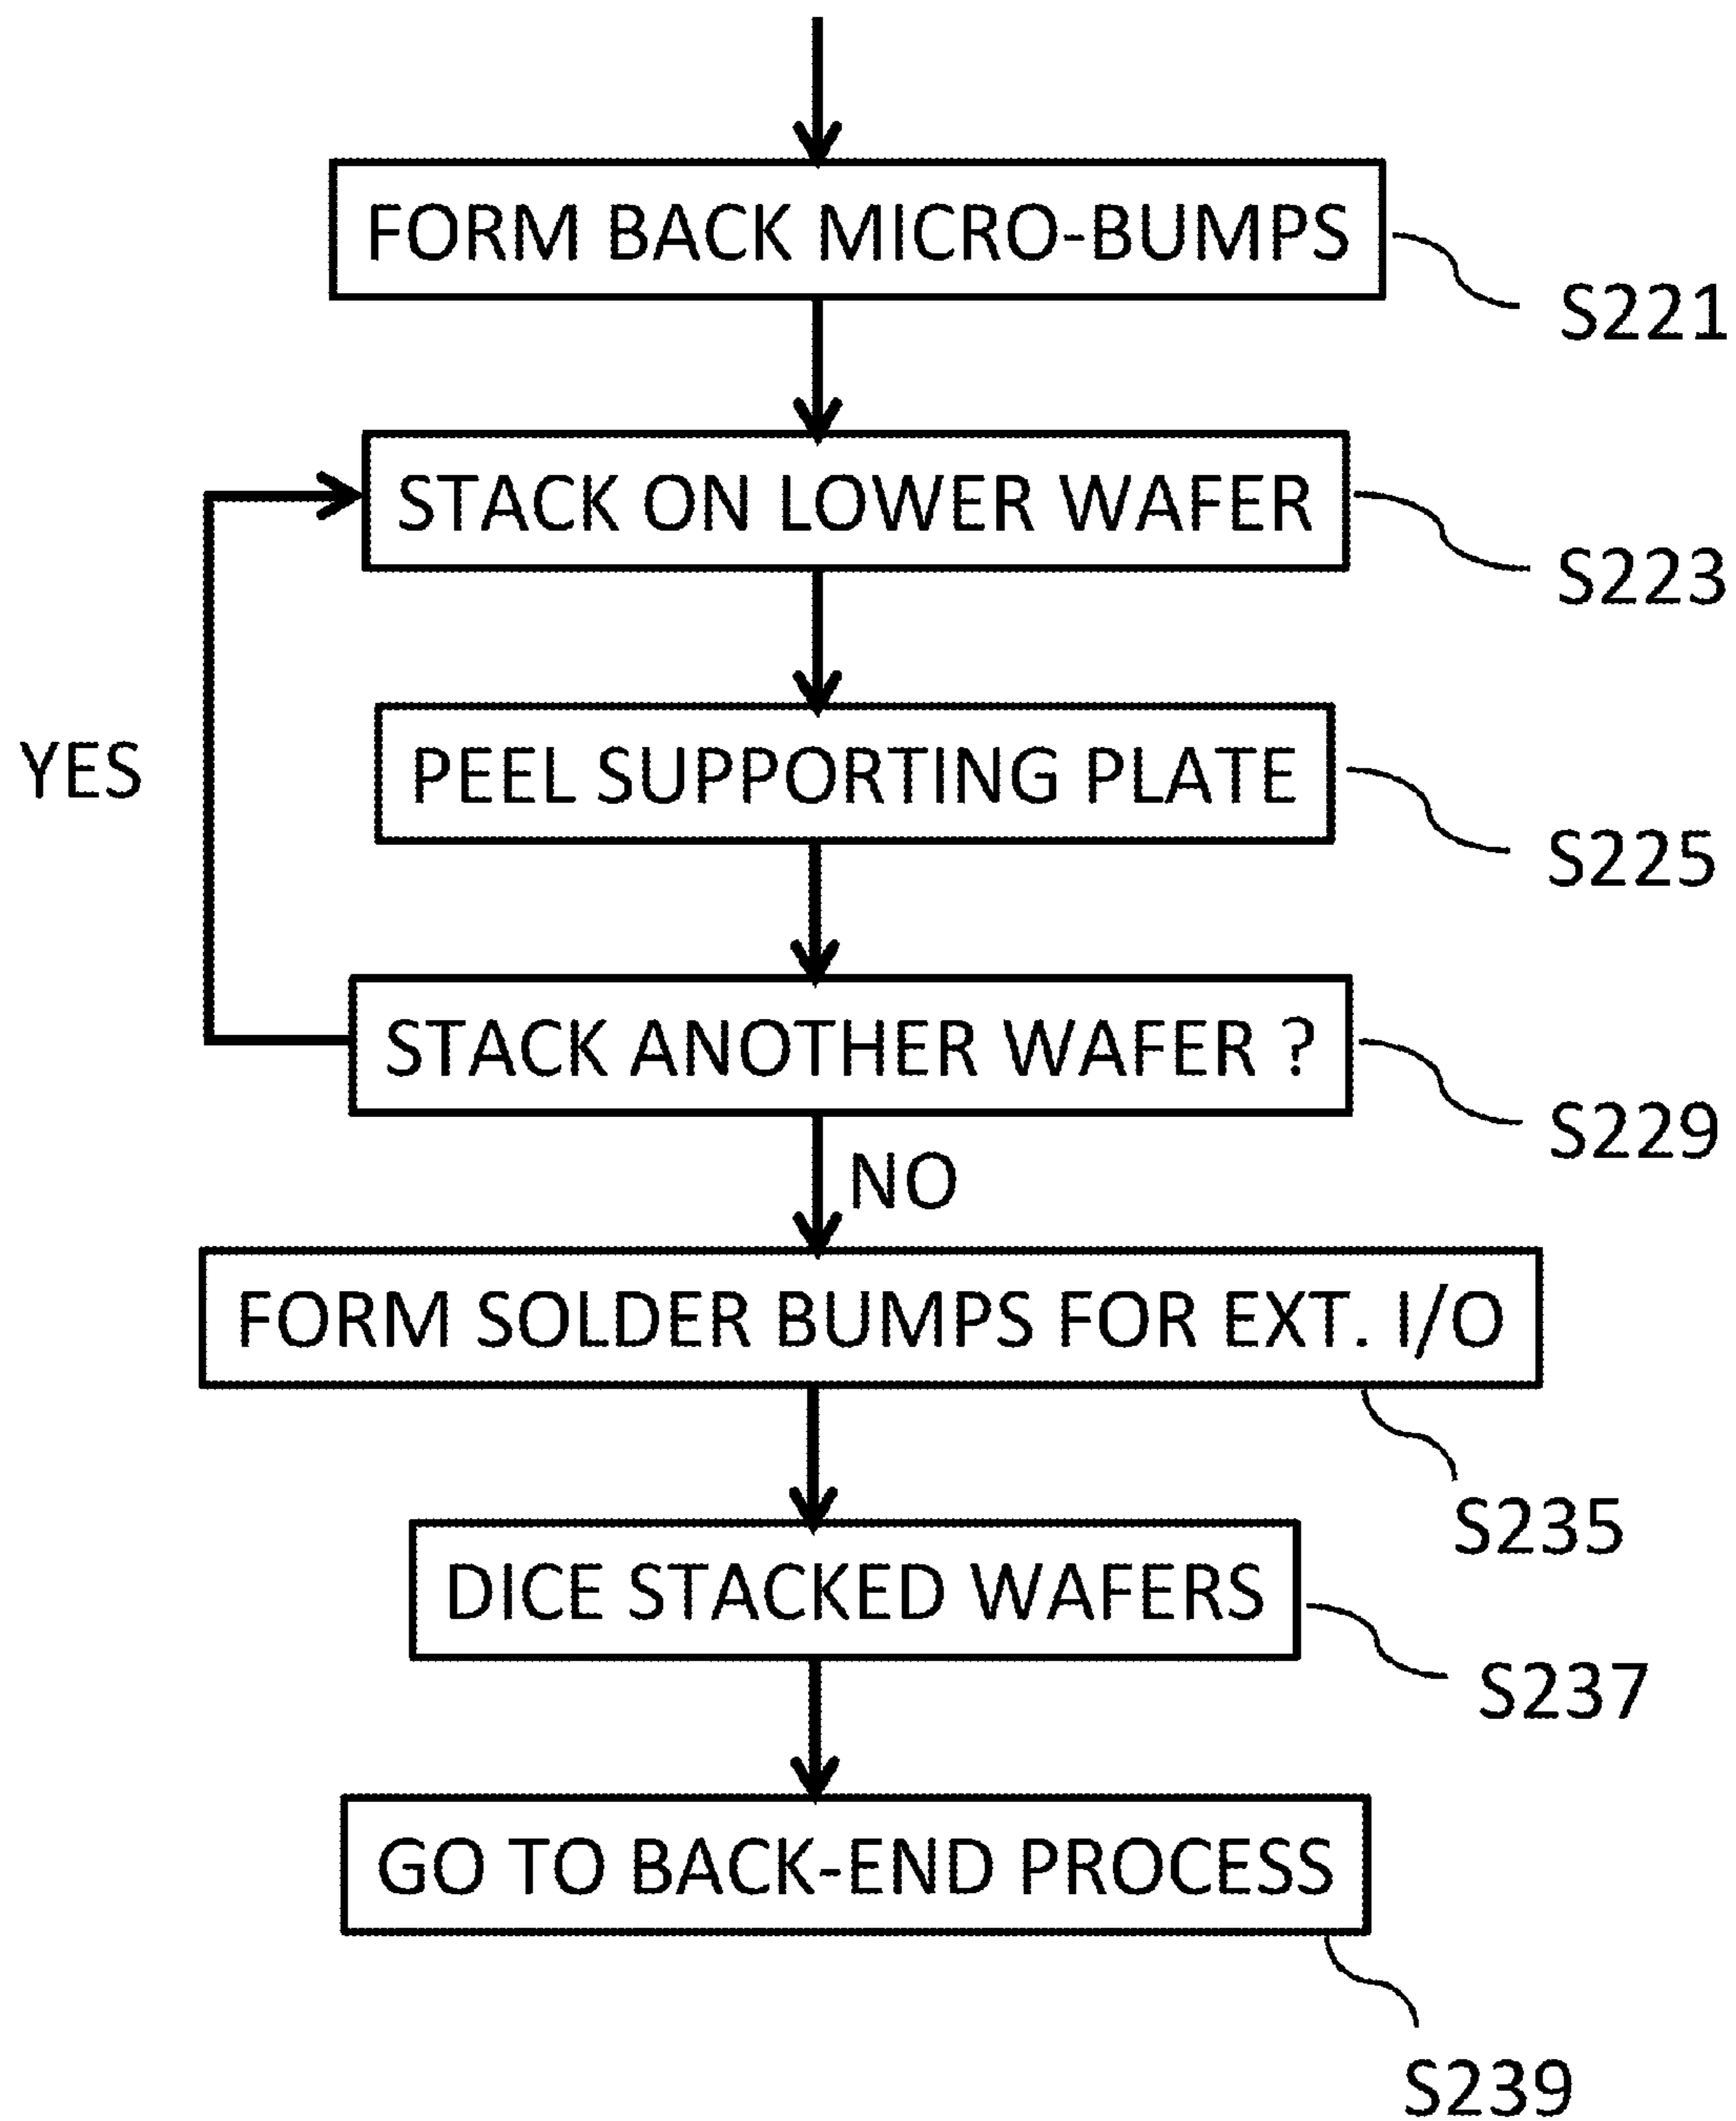 FORM BACK MICRO-BUMPS
S221
STACK ON LOWER WAFER
S223
YES
PEEL SUPPORTING PLATE
S225
STACK ANOTHER WAFER ?
S229
NO
FORM SOLDER BUMPS FOR EXT. I/O
S235
DICE STACKED WAFERS
S237
GO TO BACK-END PROCESS
S239